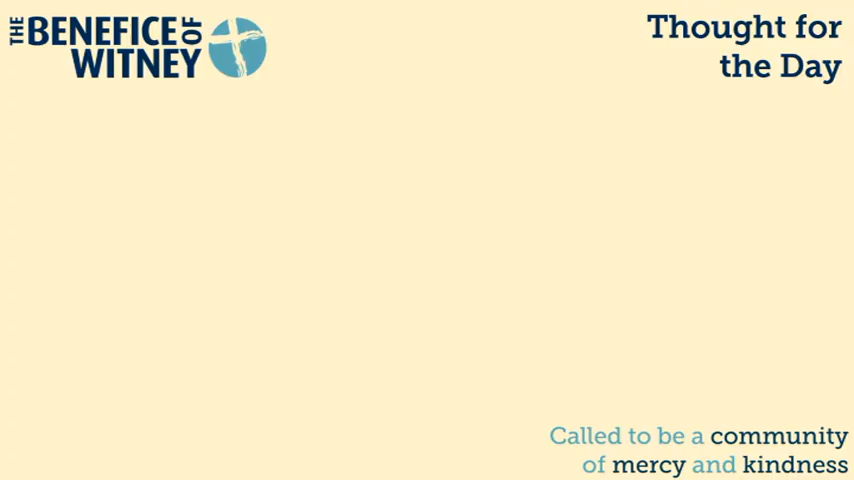 THE BENEFICE OF
WITNEY
Thought for
the Day
Called to be a community
of mercy and kindness